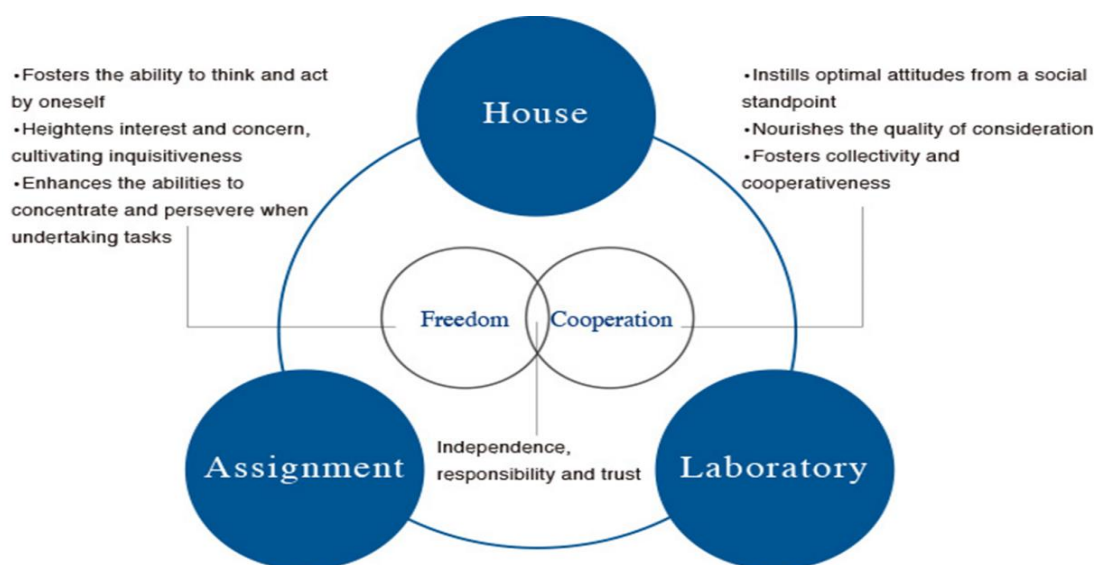 House
•Fosters the ability to think and act
by oneself
•Heightens interest and concern,
cultivating inquisitiveness
•Enhances the abilities to
concentrate and persevere when
undertaking tasks
•Instills optimal attitudes from a social
standpoint
•Nourishes the quality of consideration
•Fosters collectivity and
cooperativeness
Freedom
Cooperation
Independence,
responsibility and trust
Assignment
Laboratory